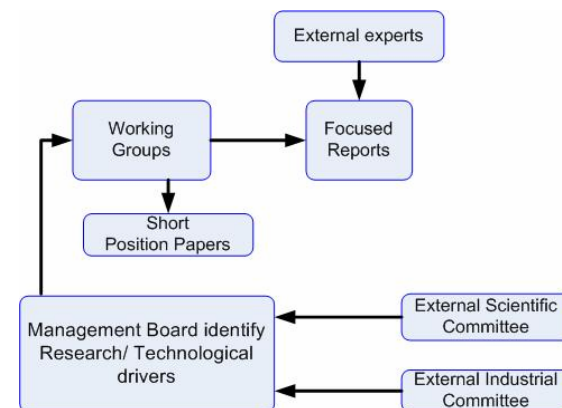 External experts
Working
Groups
Focused
Reports
Short
Position Papers
Management Board identify
Research/ Technological
drivers
External Scientific
Committee
External Industrial
Committee